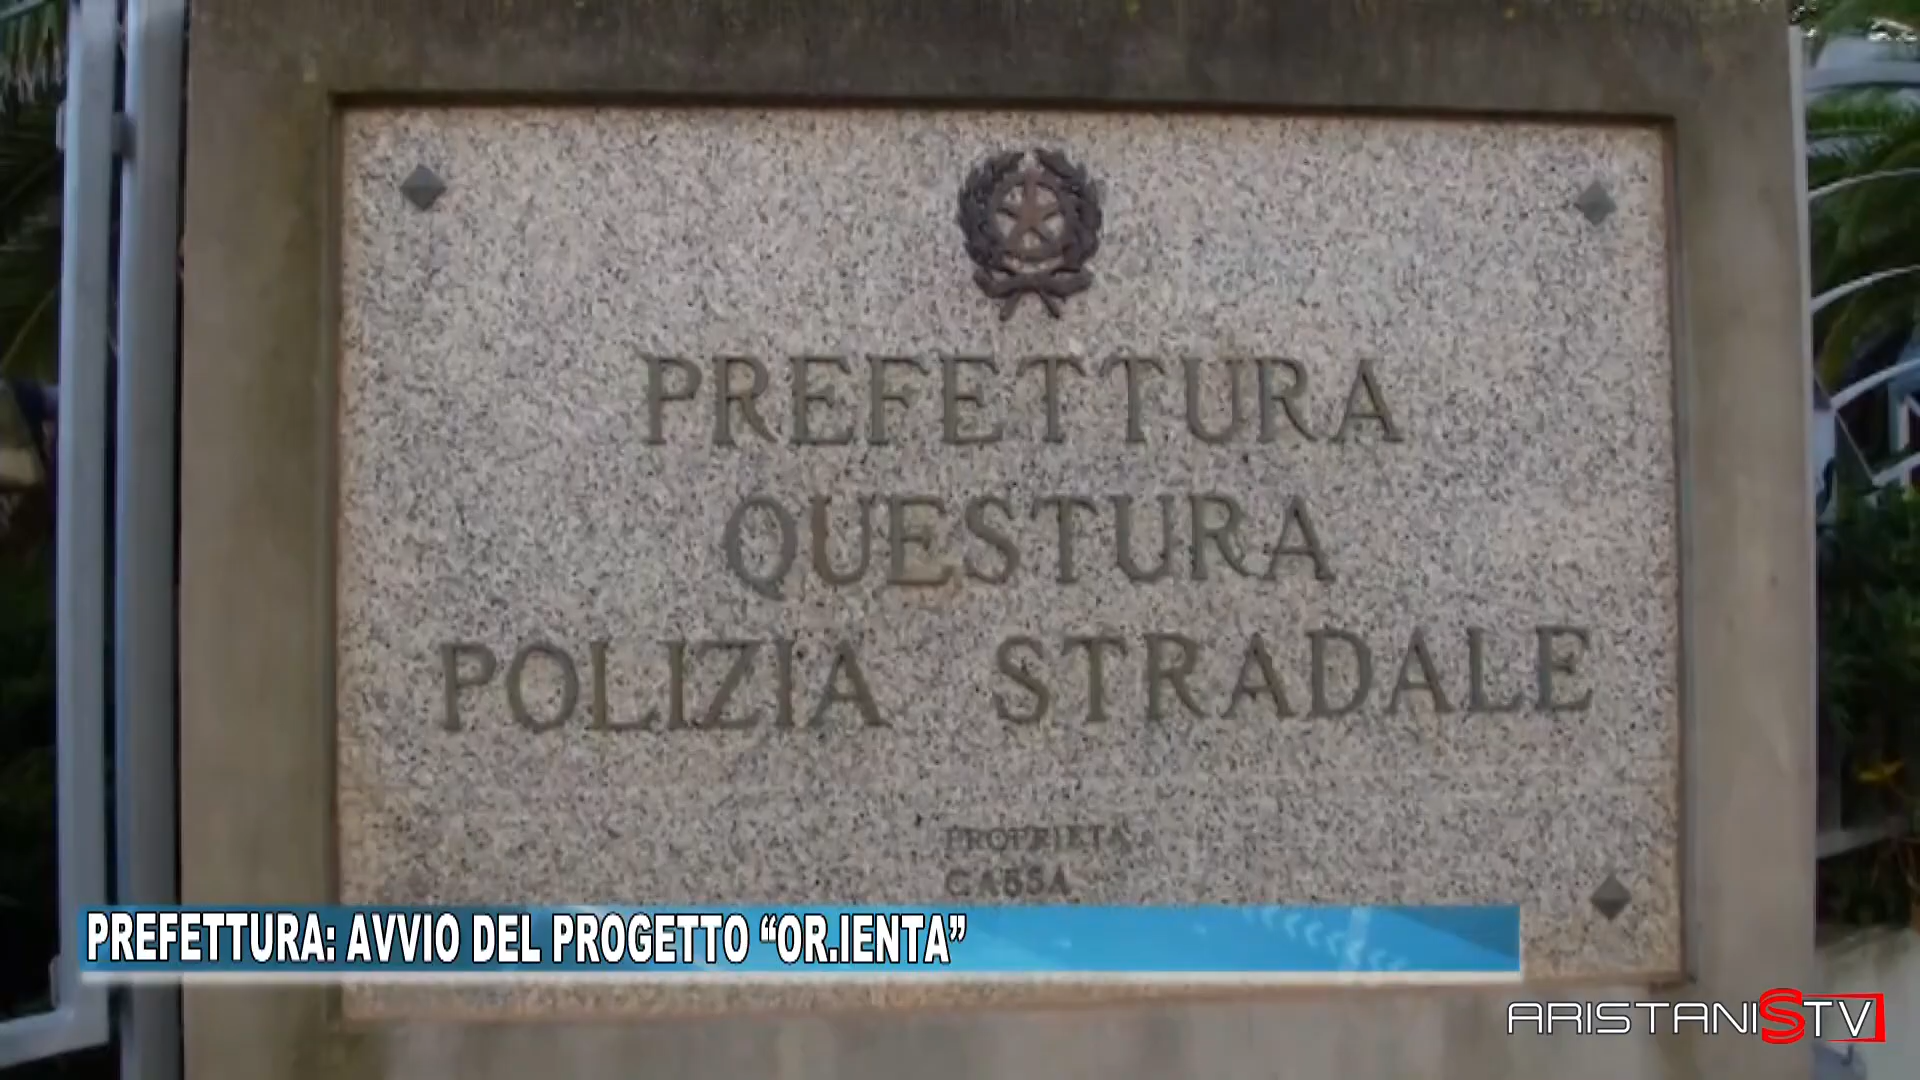 PREFETTURA
QUESTURA
POLIZIA STRADALE
PROPRIETA
CASSA
PREFETTURA: AVVIO DEL PROGETTO “OR.IENTA”
ARISTANIS TV